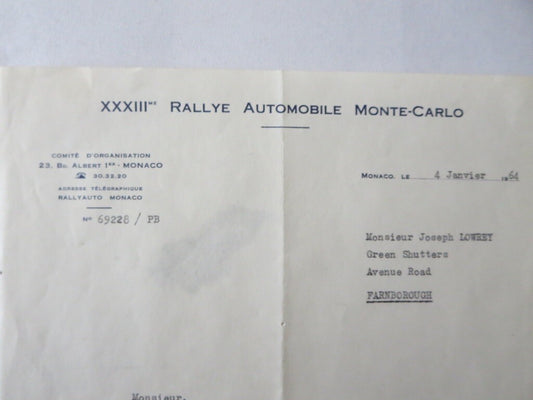 XXXIIIME RALLYE AUTOMOBILE MONTE-CARLO
COMITÉ D'ORGANISATION
23, BD. ALBERT 1ER - MONACO
☎ 30.32.20
ADRESSE TÉLÉGRAPHIQUE
RALLYAUTO MONACO
No 69228 / PB
MONACO, LE 4 Janvier 1964
Monsieur Joseph LOWREY
Green Shutters
Avenue Road
FARNBOROUGH
Monsieur,